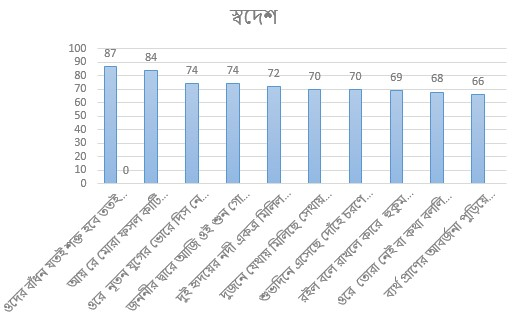 স্বদেশ
100
90
80
70
60
50
40
30
20
10
0
87
0
84
74
74
72
70
70
69
68
66
ওদের বাঁধন যতই শক্ত হবে ততই...
আয় রে মোরা ফসল কাটি...
ওরে নূতন যুগের ভোরে দিস নে...
জননীর দ্বারে আজি ওই শুন গো...
দুই হৃদয়ের নদী একত্র মিলিল...
দুজনে যেথায় মিলিছে সেথায়...
শুভদিনে এসেছে দোঁহে চরণে...
রইল বলে রাখলে কারে হুকুম...
ওরে তোরা নেই বা কথা বললি...
ব্যর্থ প্রাণের আবর্জনা পুড়িয়ে...